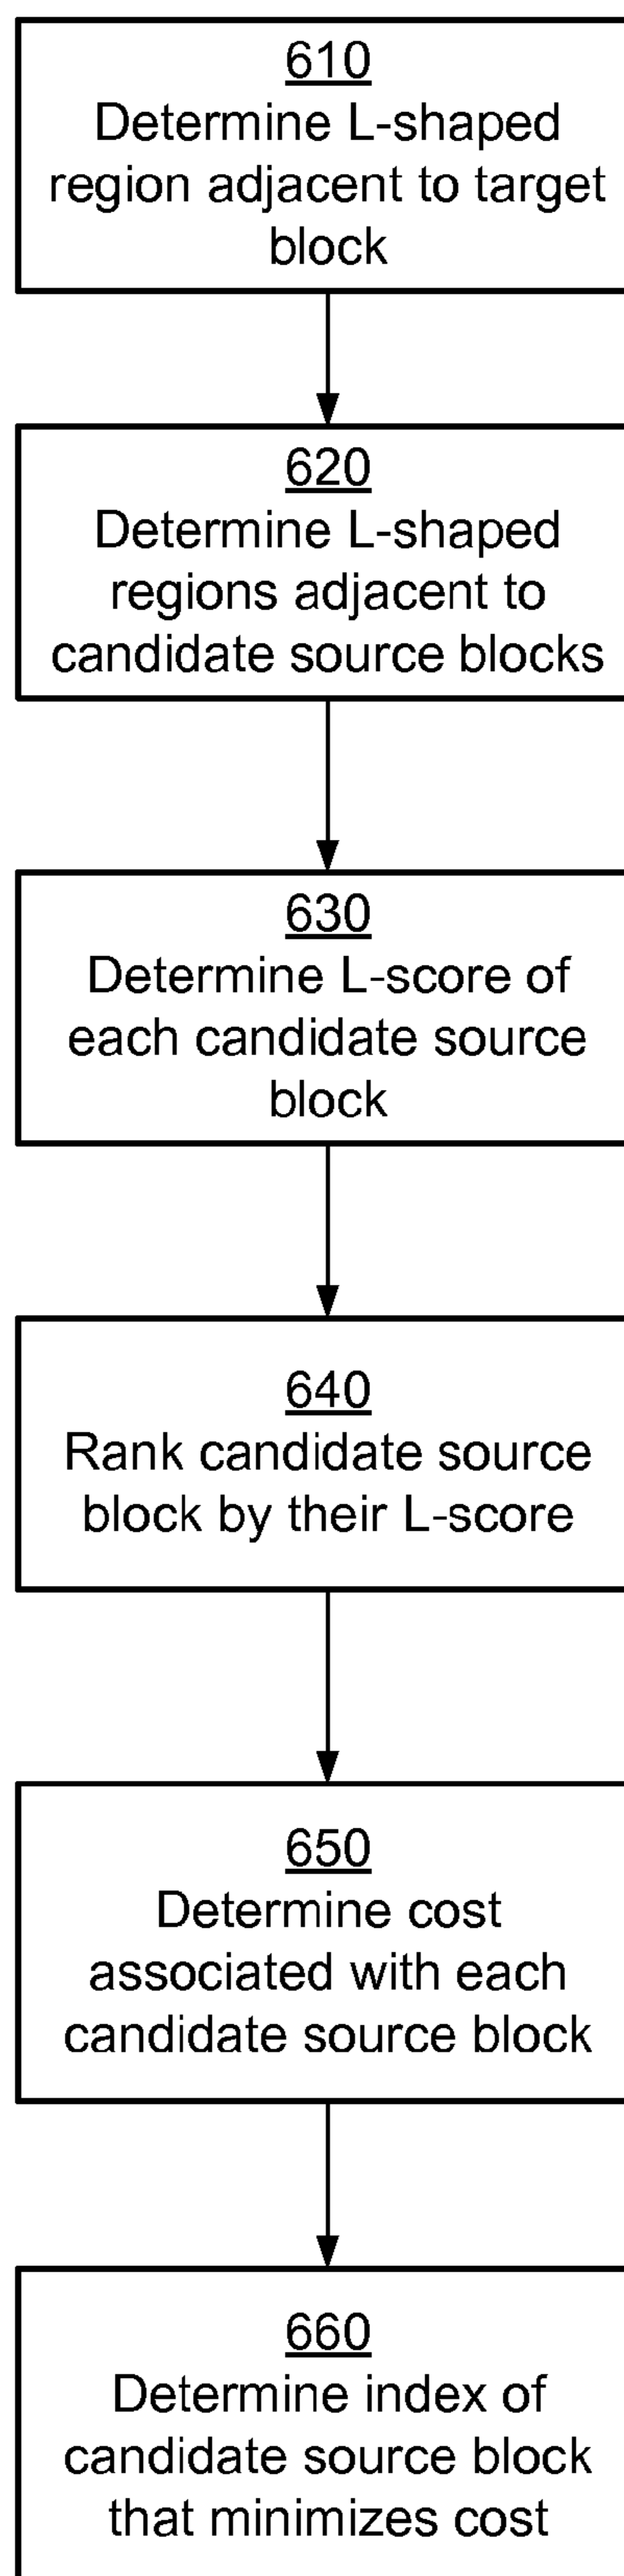 610
Determine L-shaped
region adjacent to target
block
620
Determine L-shaped
regions adjacent to
candidate source blocks
630
Determine L-score of
each candidate source
block
640
Rank candidate source
block by their L-score
650
Determine cost
associated with each
candidate source block
660
Determine index of
candidate source block
that minimizes cost